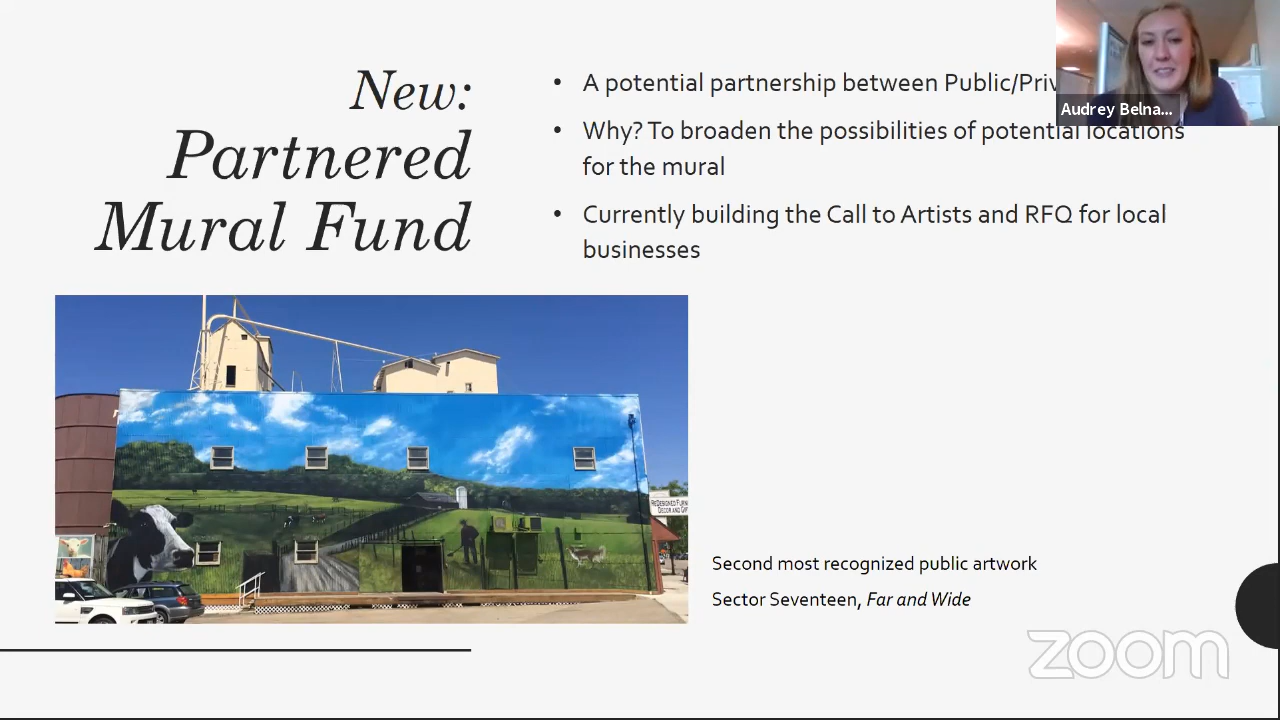 New:
Partnered
Mural Fund
• A potential partnership between Public/Priv
• Why? To broaden the possibilities of potential locations
for the mural
• Currently building the Call to Artists and RFQ for local
businesses
Audrey Belna...
Second most recognized public artwork
Sector Seventeen, Far and Wide
zoom